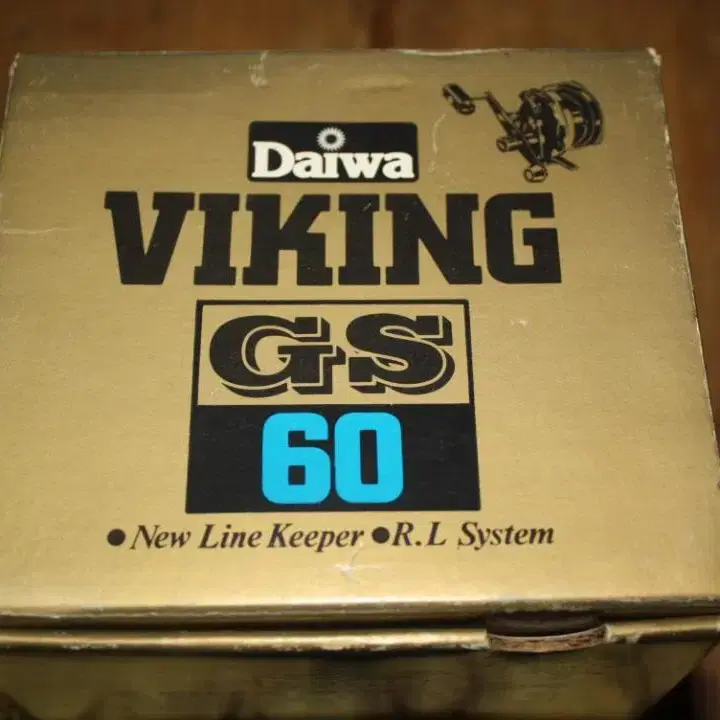 Daiwa
VIKING
GS
60
●New Line Keeper ●R.L System